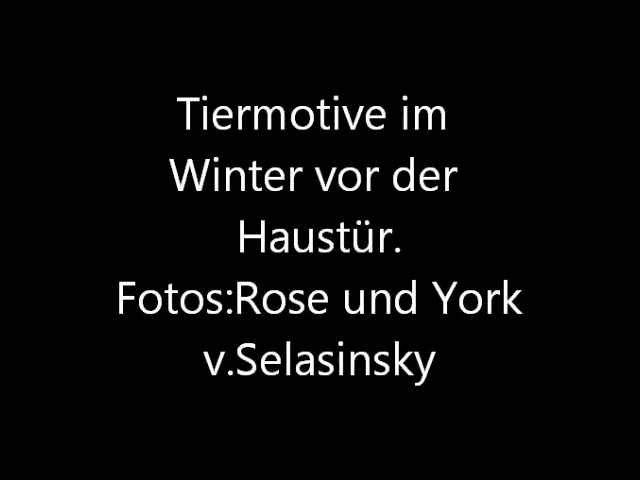 Tiermotive im
Winter vor der
Haustür.
Fotos:Rose und York
v.Selasinsky